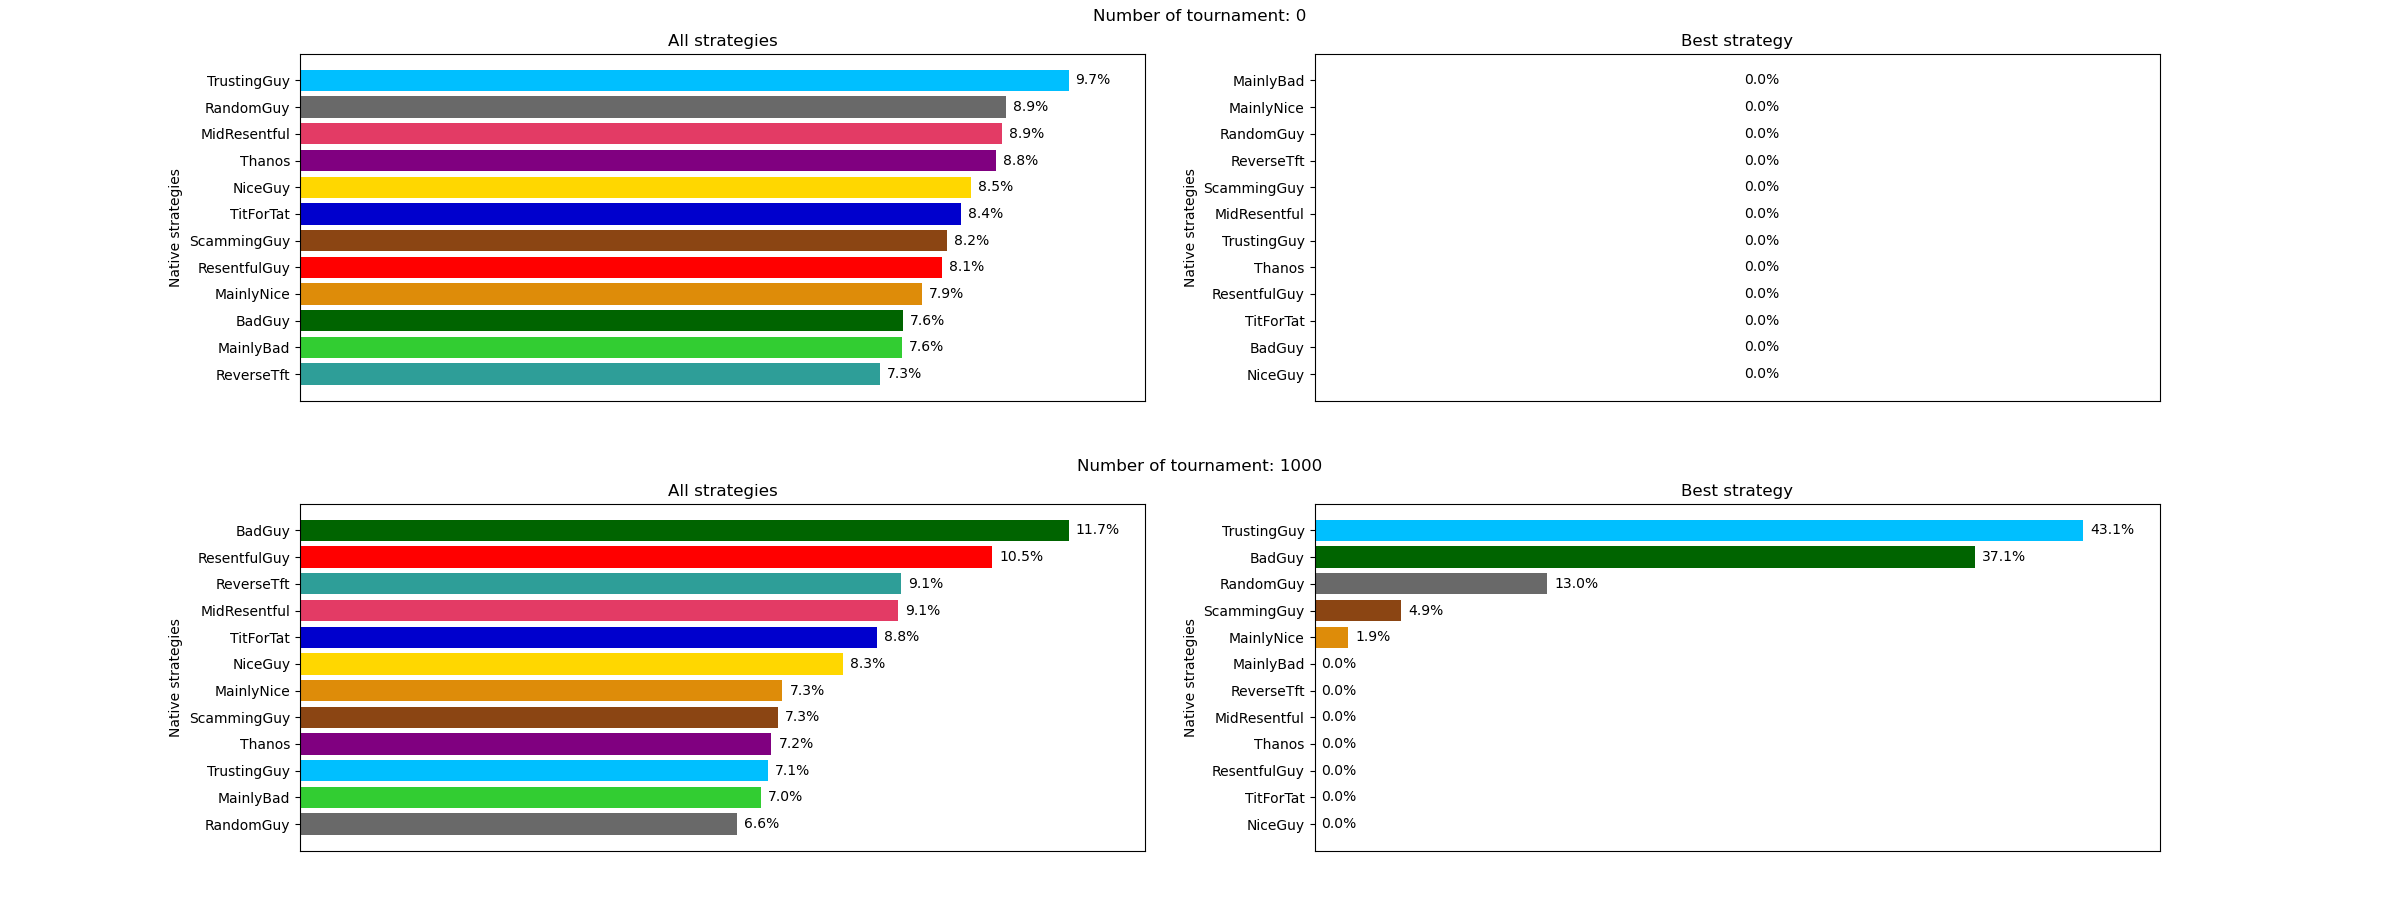 Number of tournament: 0
All strategies
Native strategies
TrustingGuy 9.7%
RandomGuy 8.9%
MidResentful 8.9%
Thanos 8.8%
NiceGuy 8.5%
TitForTat 8.4%
ScammingGuy 8.2%
ResentfulGuy 8.1%
MainlyNice 7.9%
BadGuy 7.6%
MainlyBad 7.6%
ReverseTft 7.3%
Best strategy
Native strategies
MainlyBad 0.0%
MainlyNice 0.0%
RandomGuy 0.0%
ReverseTft 0.0%
ScammingGuy 0.0%
MidResentful 0.0%
TrustingGuy 0.0%
Thanos 0.0%
ResentfulGuy 0.0%
TitForTat 0.0%
BadGuy 0.0%
NiceGuy 0.0%
Number of tournament: 1000
All strategies
Native strategies
BadGuy 11.7%
ResentfulGuy 10.5%
ReverseTft 9.1%
MidResentful 9.1%
TitForTat 8.8%
NiceGuy 8.3%
MainlyNice 7.3%
ScammingGuy 7.3%
Thanos 7.2%
TrustingGuy 7.1%
MainlyBad 7.0%
RandomGuy 6.6%
Best strategy
Native strategies
TrustingGuy 43.1%
BadGuy 37.1%
RandomGuy 13.0%
ScammingGuy 4.9%
MainlyNice 1.9%
MainlyBad 0.0%
ReverseTft 0.0%
MidResentful 0.0%
Thanos 0.0%
ResentfulGuy 0.0%
TitForTat 0.0%
NiceGuy 0.0%